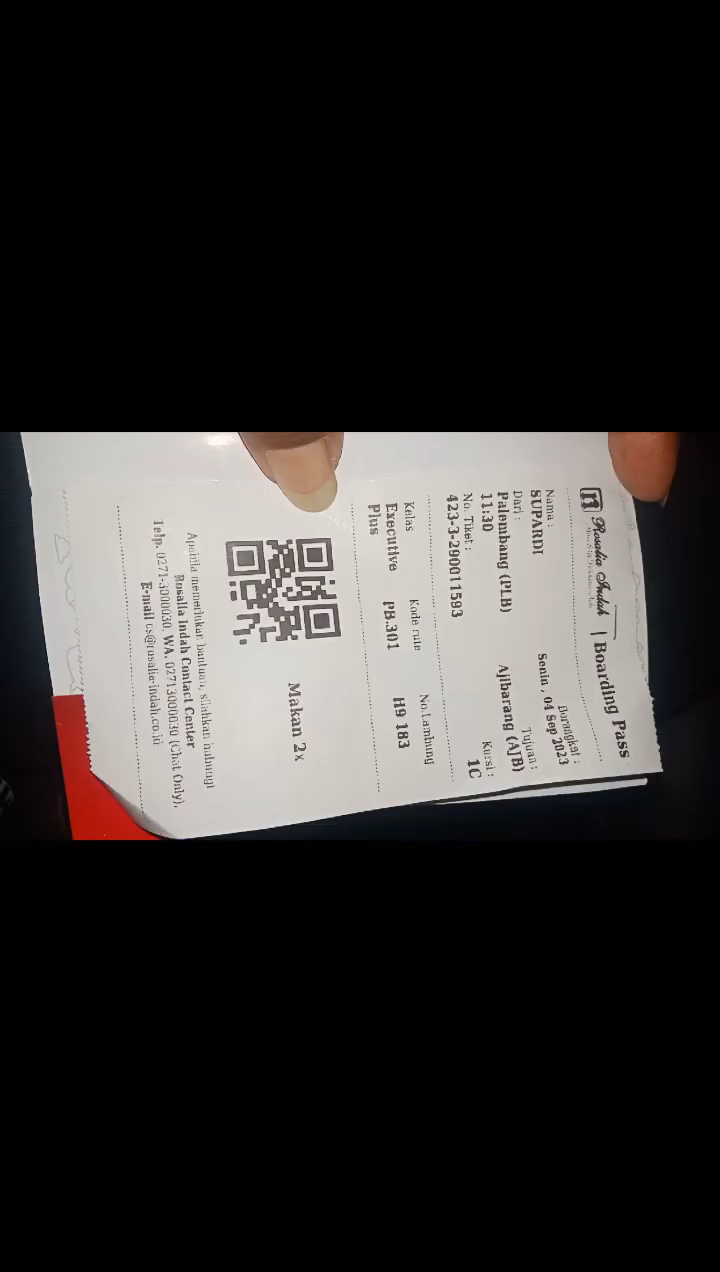 Rosalia Indah | Boarding Pass
Nama : Berangkat :
SUPARDI Senin , 04 Sep 2023
Dari : Tujuan :
Palembang (PLB) Ajibarang (AJB)
11:30 Kursi :
No. Tiket : 1C
423-3-290011593
Kelas Kode rute No.Lambung
Executive Plus PB.301 H9 183
Makan 2x
Apabila memerlukan bantuan, silahkan hubungi
Rosalia Indah Contact Center
Telp. 0271-3000030, WA. 02713000030 (Chat Only),
E-mail cs@rosalia-indah.co.id